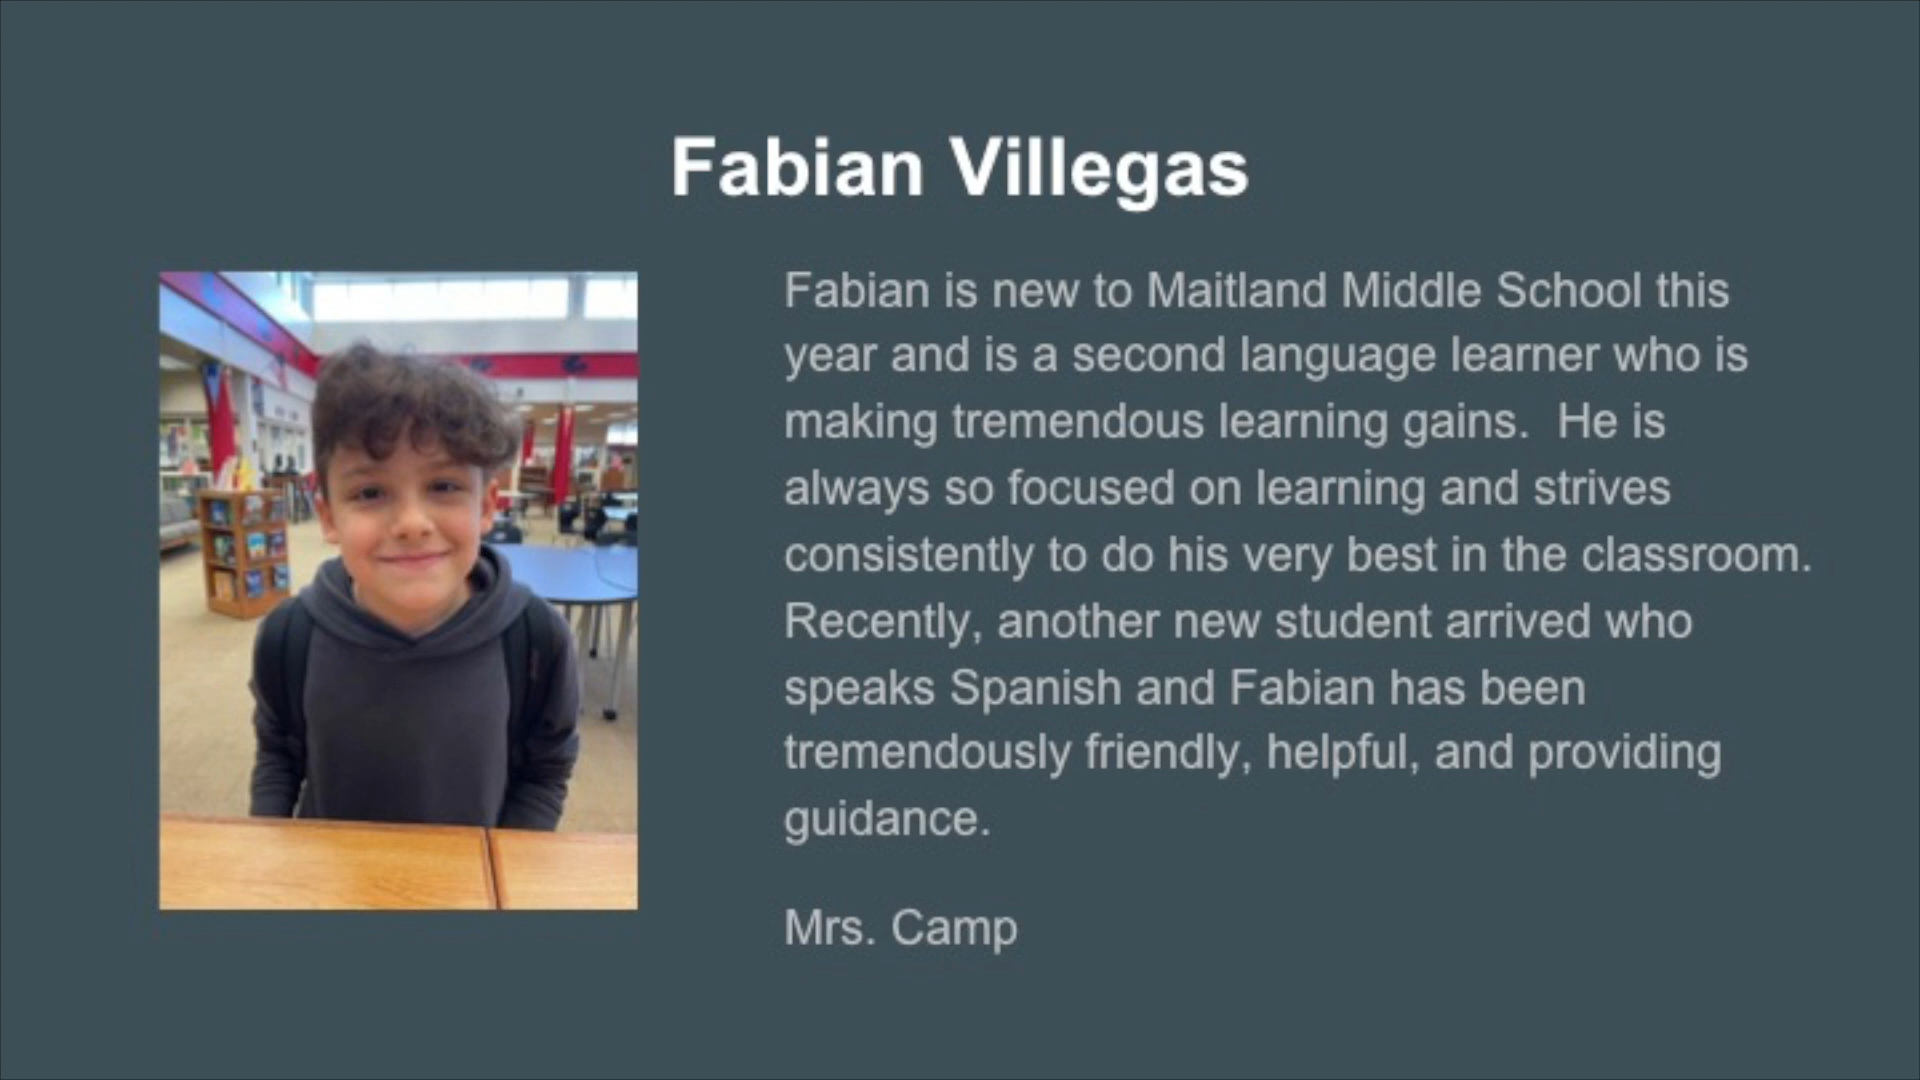 Fabian Villegas
Fabian is new to Maitland Middle School this
year and is a second language learner who is
making tremendous learning gains.  He is
always so focused on learning and strives
consistently to do his very best in the classroom.
Recently, another new student arrived who
speaks Spanish and Fabian has been
tremendously friendly, helpful, and providing
guidance.
Mrs. Camp